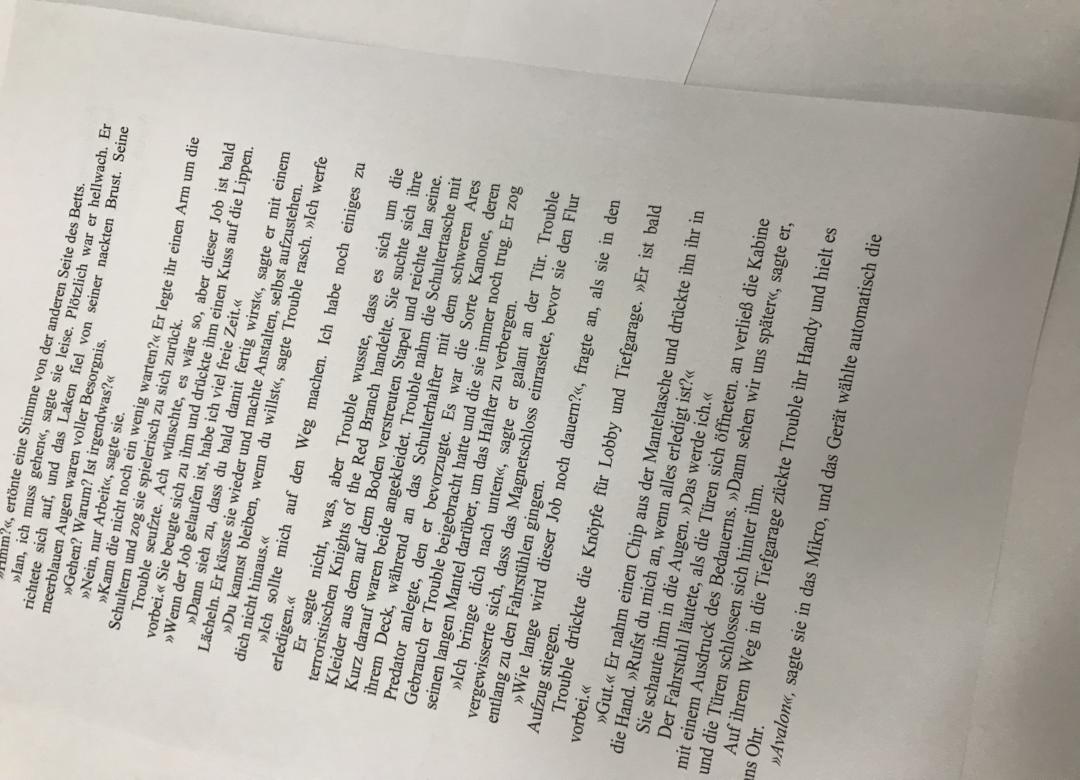 »Hmm?«, ertönte eine Stimme von der anderen Seite des Betts.
»Ian, ich muss gehen«, sagte sie leise. Plötzlich war er hellwach. Er
richtete sich auf, und das Laken fiel von seiner nackten Brust. Seine
meerblauen Augen waren voller Besorgnis.
»Gehen? Warum? Ist irgendwas?«
»Nein, nur Arbeit«, sagte sie.
»Kann die nicht noch ein wenig warten?« Er legte ihr einen Arm um die
Schultern und zog sie spielerisch zu sich zurück.
Trouble seufzte. Ach wünschte, es wäre so, aber dieser Job ist bald
vorbei.« Sie beugte sich zu ihm und drückte ihm einen Kuss auf die Lippen.
»Wenn der Job gelaufen ist, habe ich viel freie Zeit.«
»Dann sieh zu, dass du bald damit fertig wirst«, sagte er mit einem
Lächeln. Er küsste sie wieder und machte Anstalten, selbst aufzustehen.
»Du kannst bleiben, wenn du willst«, sagte Trouble rasch. »Ich werfe
dich nicht hinaus.«
»Ich sollte mich auf den Weg machen. Ich habe noch einiges zu
erledigen.«
Er sagte nicht, was, aber Trouble wusste, dass es sich um die
terroristischen Knights of the Red Branch handelte. Sie suchte sich ihre
Kleider aus dem auf dem Boden verstreuten Stapel und reichte Ian seine.
Kurz darauf waren beide angekleidet. Trouble nahm die Schultertasche mit
ihrem Deck, während an das Schulterhalfter mit dem schweren Ares
Predator anlegte, den er bevorzugte. Es war die Sorte Kanone, deren
Gebrauch er Trouble beigebracht hatte und die sie immer noch trug. Er zog
seinen langen Mantel darüber, um das Halfter zu verbergen.
»Ich bringe dich nach unten«, sagte er galant an der Tür. Trouble
vergewisserte sich, dass das Magnetschloss einrastete, bevor sie den Flur
entlang zu den Fahrstühlen gingen.
»Wie lange wird dieser Job noch dauern?«, fragte an, als sie in den
Aufzug stiegen.
Trouble drückte die Knöpfe für Lobby und Tiefgarage. »Er ist bald
vorbei.«
»Gut.« Er nahm einen Chip aus der Manteltasche und drückte ihn ihr in
die Hand. »Rufst du mich an, wenn alles erledigt ist?«
Sie schaute ihm in die Augen. »Das werde ich.«
Der Fahrstuhl läutete, als die Türen sich öffneten. an verließ die Kabine
mit einem Ausdruck des Bedauerns. »Dann sehen wir uns später«, sagte er,
und die Türen schlossen sich hinter ihm.
Auf ihrem Weg in die Tiefgarage zückte Trouble ihr Handy und hielt es
ans Ohr.
»Avalon«, sagte sie in das Mikro, und das Gerät wählte automatisch die